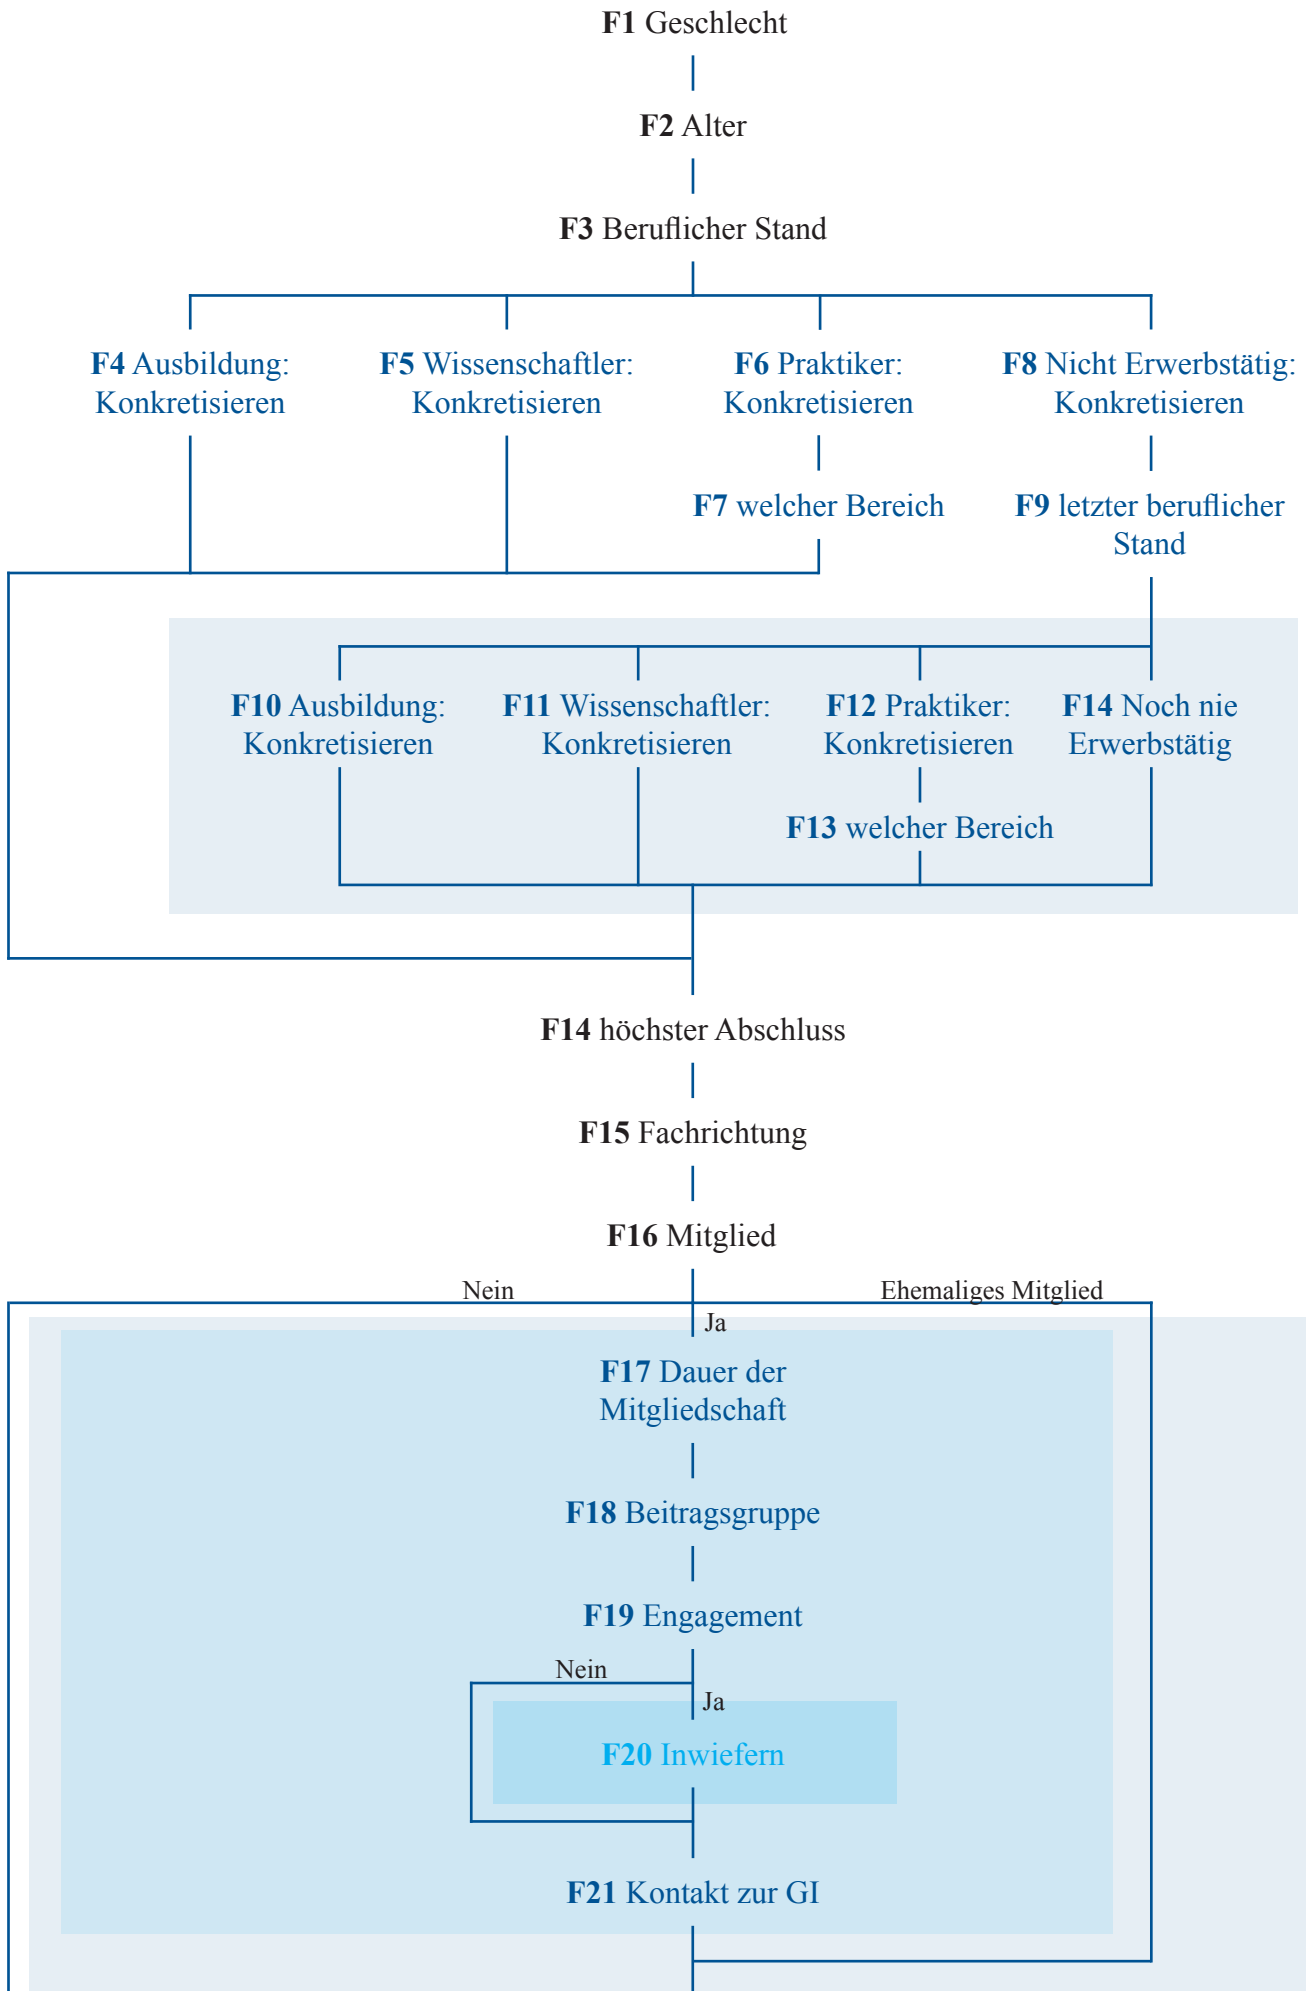 F1 Geschlecht
F2 Alter
F3 Beruflicher Stand
F4 Ausbildung:
Konkretisieren
F5 Wissenschaftler:
Konkretisieren
F6 Praktiker:
Konkretisieren
F8 Nicht Erwerbstätig:
Konkretisieren
F7 welcher Bereich
F9 letzter beruflicher
Stand
F10 Ausbildung:
Konkretisieren
F11 Wissenschaftler:
Konkretisieren
F12 Praktiker:
Konkretisieren
F14 Noch nie
Erwerbstätig
F13 welcher Bereich
F14 höchster Abschluss
F15 Fachrichtung
F16 Mitglied
Nein
Ehemaliges Mitglied
Ja
F17 Dauer der
Mitgliedschaft
F18 Beitragsgruppe
F19 Engagement
Nein
Ja
F20 Inwiefern
F21 Kontakt zur GI